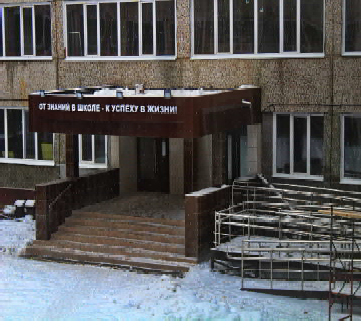 ОТ ЗНАНИЙ В ШКОЛЕ - К УСПЕХУ В ЖИЗНИ!